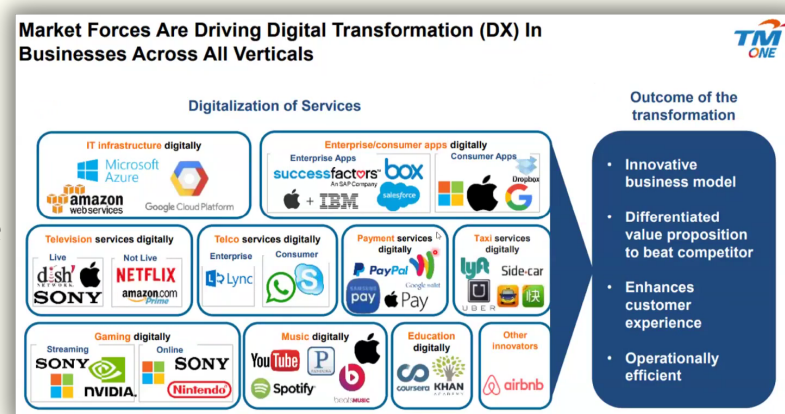 Market Forces Are Driving Digital Transformation (DX) In
Businesses Across All Verticals
TM
ONE
Digitalization of Services
IT infrastructure digitally
Microsoft
Azure
amazon
webservices
Google Cloud Platform
Enterprise/consumer apps digitally
Enterprise Apps
successfactors™
An SAP Company
box
+ IBM
salesforce
Consumer Apps
Dropbox
G
Television services digitally
Live
dish
NETWORK
SONY
Not Live
NETFLIX
amazon.com
Prime
Telco services digitally
Enterprise
Lync
Consumer
S
Payment services
digitally
PayPal
Google wallet
SAMSUNG
pay
Pay
Taxi services
digitally
lyft
Side.car
UBER
快
Gaming digitally
Streaming
SONY
NVIDIA.
Online
SONY
Nintendo
Music digitally
YouTube
P
PANDORA
Spotify
b
beatsMUSIC
Education
digitally
coursera
KHAN
ACADEMY
Other
innovators
airbnb
Outcome of the
transformation
• Innovative
business model
• Differentiated
value proposition
to beat competitor
• Enhances
customer
experience
• Operationally
efficient